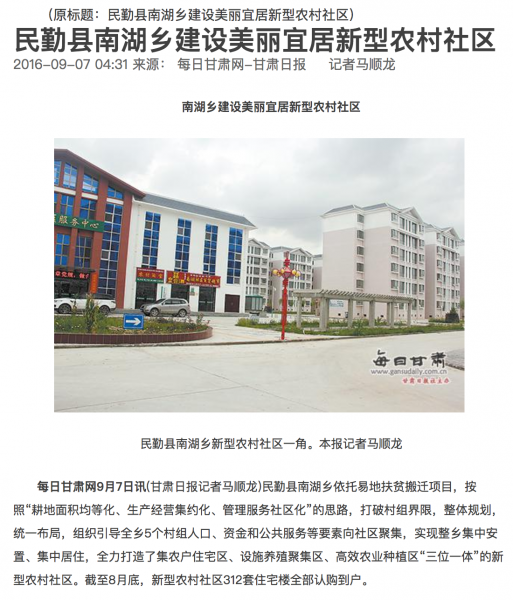 (原标题：民勤县南湖乡建设美丽宜居新型农村社区)
民勤县南湖乡建设美丽宜居新型农村社区
2016-09-07 04:31 来源： 每日甘肃网-甘肃日报 记者马顺龙
南湖乡建设美丽宜居新型农村社区
服务中心
每日甘肃
www.gansudaily.com.cn
甘肃日报社主办
民勤县南湖乡新型农村社区一角。本报记者马顺龙
每日甘肃网9月7日讯(甘肃日报记者马顺龙)民勤县南湖乡依托易地扶贫搬迁项目，按
照“耕地面积均等化、生产经营集约化、管理服务社区化”的思路，打破村组界限，整体规划，
统一布局，组织引导全乡5个村组人口、资金和公共服务等要素向社区聚集，实现整乡集中安
置、集中居住，全力打造了集农户住宅区、设施养殖聚集区、高效农业种植区“三位一体”的新
型农村社区。截至8月底，新型农村社区312套住宅楼全部认购到户。